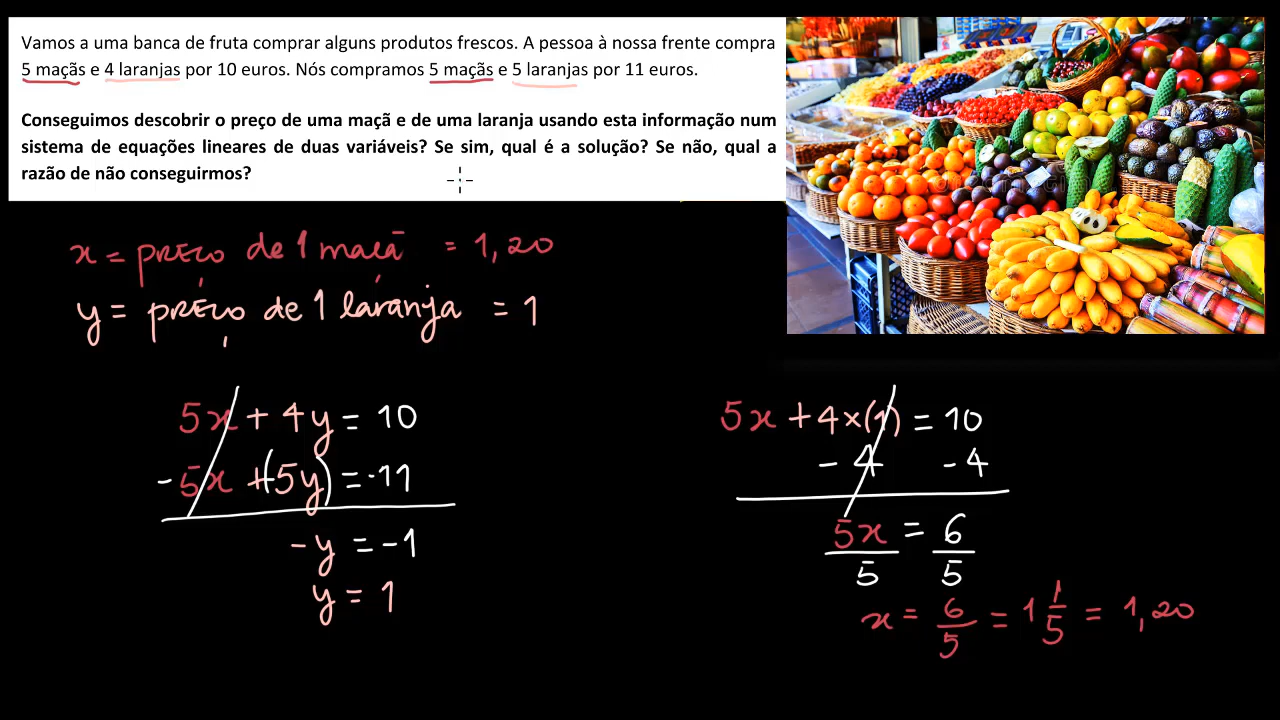 Vamos a uma banca de fruta comprar alguns produtos frescos. A pessoa à nossa frente compra
5 maçãs e 4 laranjas por 10 euros. Nós compramos 5 maçãs e 5 laranjas por 11 euros.
Conseguimos descobrir o preço de uma maçã e de uma laranja usando esta informação num
sistema de equações lineares de duas variáveis? Se sim, qual é a solução? Se não, qual a
razão de não conseguirmos?
x = preço de 1 maçã = 1,20
y = preço de 1 laranja = 1
5x + 4y = 10
- 5x +(5y) = -11
-y = -1
y = 1
5x + 4×(1) = 10
- 4 - 4
5x/5 = 6/5
x = 6/5 = 1 1/5 = 1,20